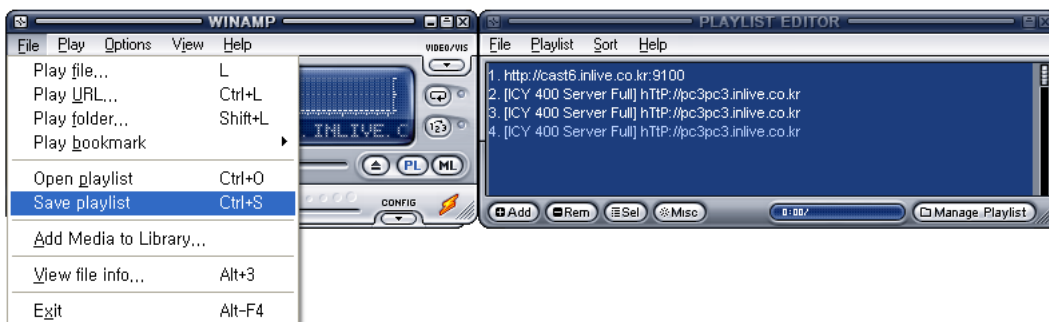 WINAMP
File Play Options View Help
VIDEO/VIS
Play file... L
Play URL... Ctrl+L
Play folder... Shift+L
Play bookmark
Open playlist Ctrl+O
Save playlist Ctrl+S
Add Media to Library...
View file info... Alt+3
Exit Alt-F4
. INLIVE. C
123
PL ML
CONFIG
PLAYLIST EDITOR
File Playlist Sort Help
1. http://cast6.inlive.co.kr:9100
2. [ICY 400 Server Full] hTtP://pc3pc3.inlive.co.kr
3. [ICY 400 Server Full] hTtP://pc3pc3.inlive.co.kr
4. [ICY 400 Server Full] hTtP://pc3pc3.inlive.co.kr
Add Rem Sel Misc 0:00/ Manage Playlist